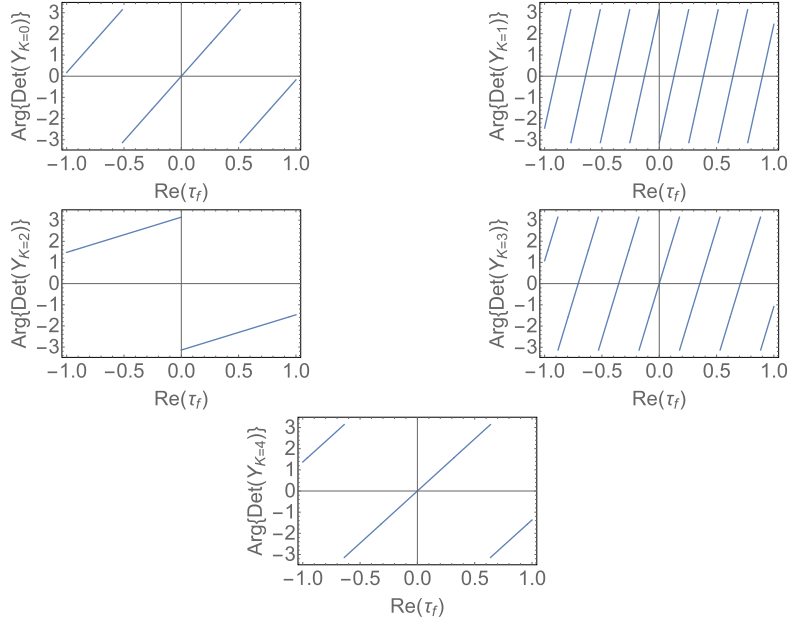 Arg{Det(Y_{K=0})}
3
2
1
0
−1
−2
−3
−1.0 −0.5 0.0 0.5 1.0
Re(τ_f)
Arg{Det(Y_{K=1})}
3
2
1
0
−1
−2
−3
−1.0 −0.5 0.0 0.5 1.0
Re(τ_f)
Arg{Det(Y_{K=2})}
3
2
1
0
−1
−2
−3
−1.0 −0.5 0.0 0.5 1.0
Re(τ_f)
Arg{Det(Y_{K=3})}
3
2
1
0
−1
−2
−3
−1.0 −0.5 0.0 0.5 1.0
Re(τ_f)
Arg{Det(Y_{K=4})}
3
2
1
0
−1
−2
−3
−1.0 −0.5 0.0 0.5 1.0
Re(τ_f)